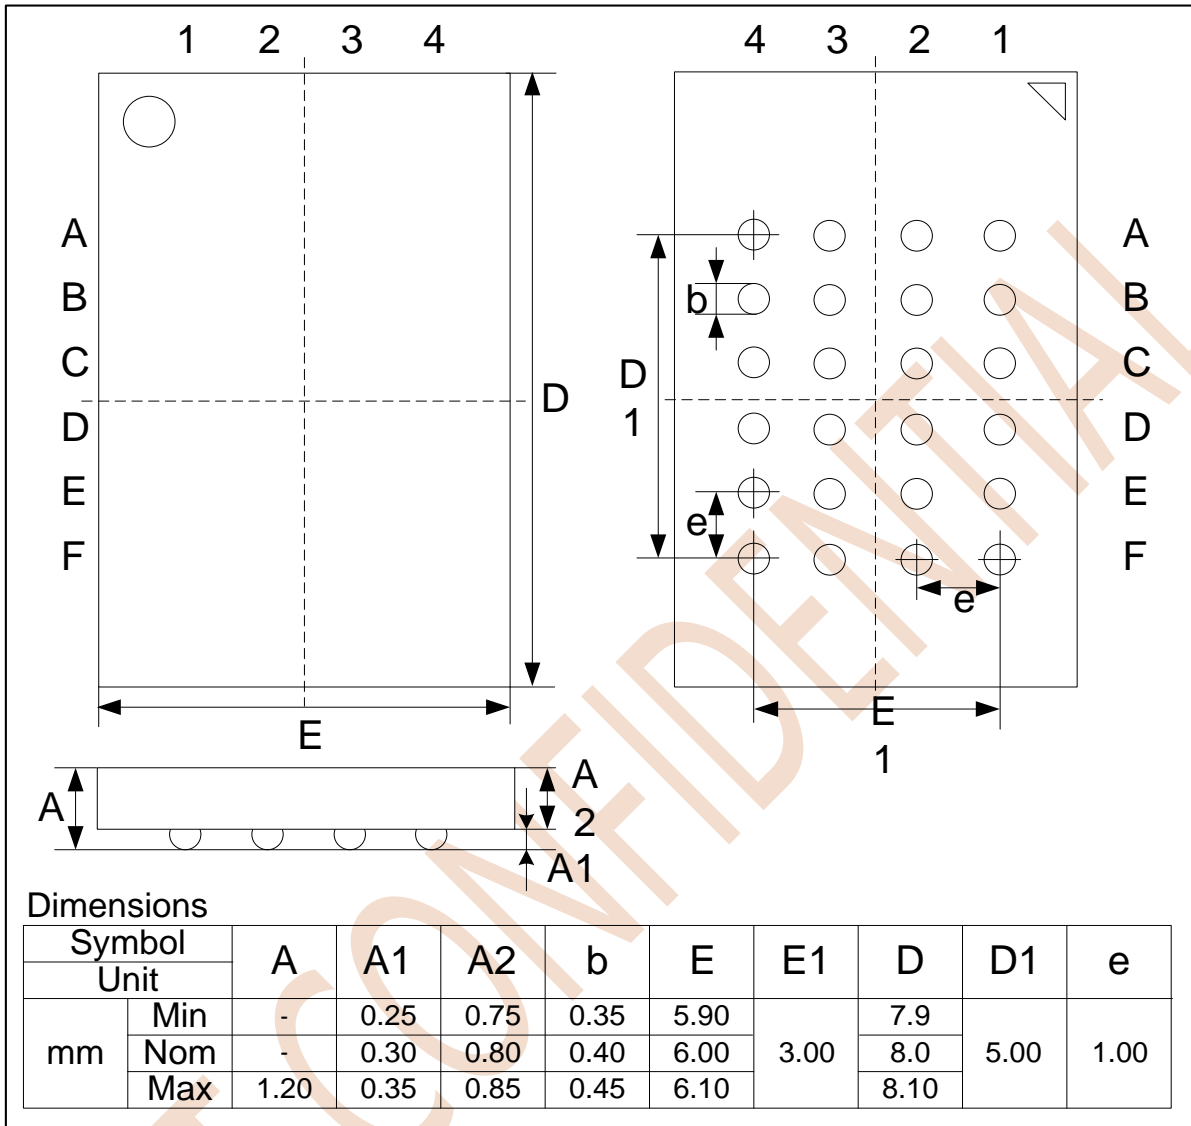 1 2 3 4
4 3 2 1
A
B
C
D
E
F
D
E
A
B
C
D
E
F
b
D
1
e
e
E
1
A
A
2
A1
Dimensions
Symbol A A1 A2 b E E1 D D1 e
Unit
mm Min - 0.25 0.75 0.35 5.90 3.00 7.9 5.00 1.00
Nom - 0.30 0.80 0.40 6.00 8.0
Max 1.20 0.35 0.85 0.45 6.10 8.10
CONFIDENTIAL